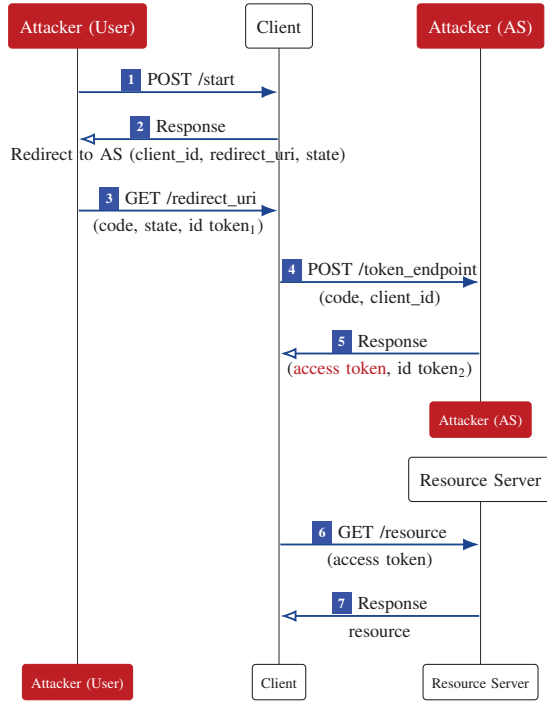 Attacker (User) Client Attacker (AS)
1 POST /start
2 Response
Redirect to AS (client_id, redirect_uri, state)
3 GET /redirect_uri
(code, state, id token₁)
4 POST /token_endpoint
(code, client_id)
5 Response
(access token, id token₂)
Attacker (AS)
Resource Server
6 GET /resource
(access token)
7 Response
resource
Attacker (User) Client Resource Server